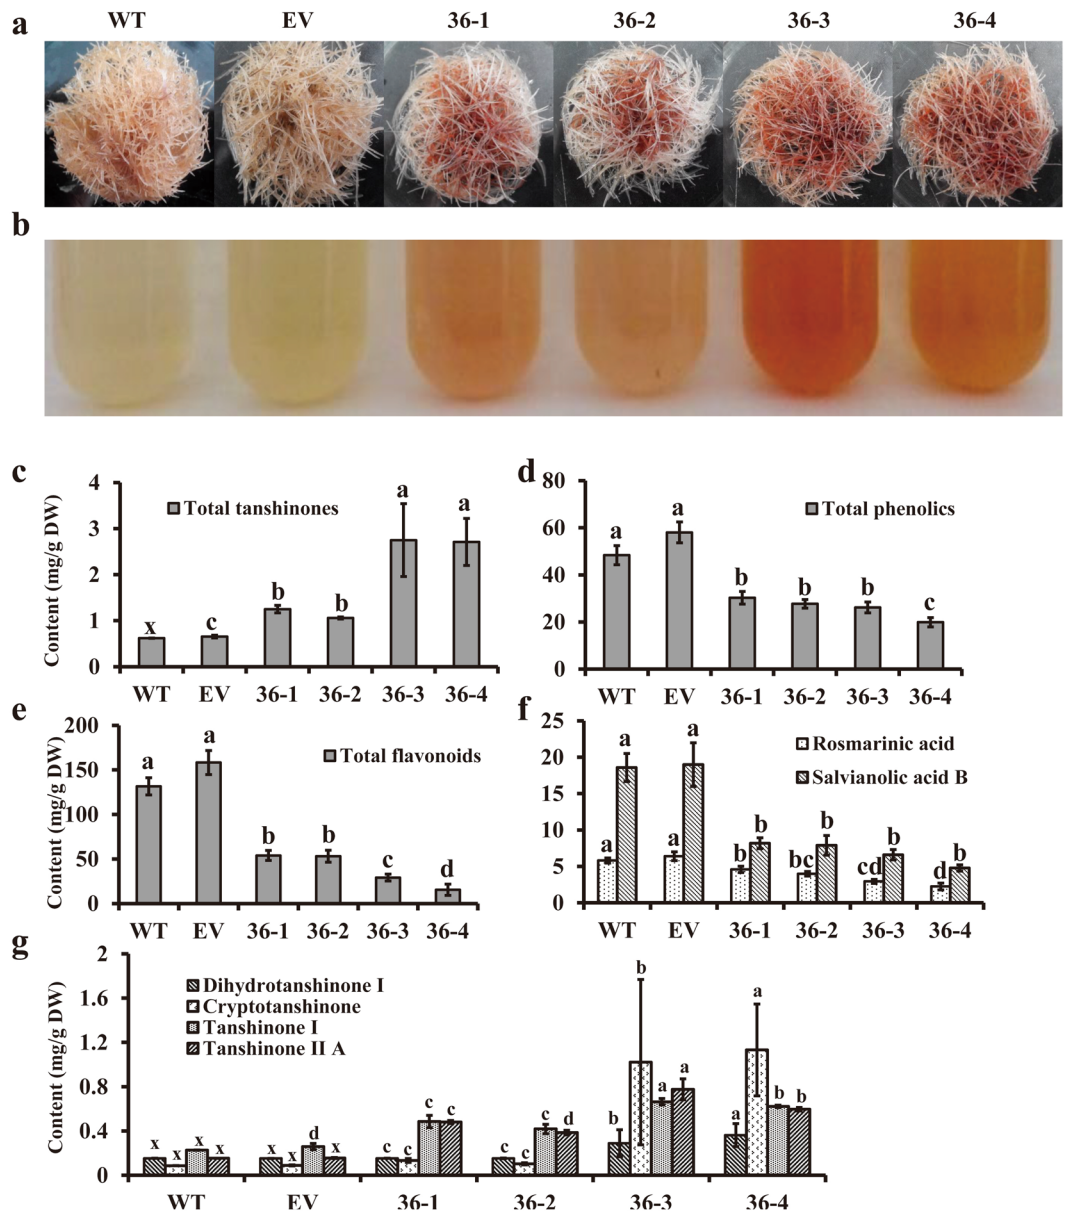 a WT EV 36-1 36-2 36-3 36-4
b
c
Content (mg/g DW)
4
3
2
1
0
Total tanshinones
x c b b a a
WT EV 36-1 36-2 36-3 36-4
d
80
60
40
20
0
Total phenolics
a a b b b c
WT EV 36-1 36-2 36-3 36-4
e
Content (mg/g DW)
200
150
100
50
0
Total flavonoids
a a b b c d
WT EV 36-1 36-2 36-3 36-4
f
25
20
15
10
5
0
Rosmarinic acid
Salvianolic acid B
a a a a b b bc b cd b d b
WT EV 36-1 36-2 36-3 36-4
g
Content (mg/g DW)
2
1.6
1.2
0.8
0.4
0
Dihydrotanshinone I
Cryptotanshinone
Tanshinone I
Tanshinone II A
x x x x x x d x c c c c c c c d b b a a a a b b
WT EV 36-1 36-2 36-3 36-4